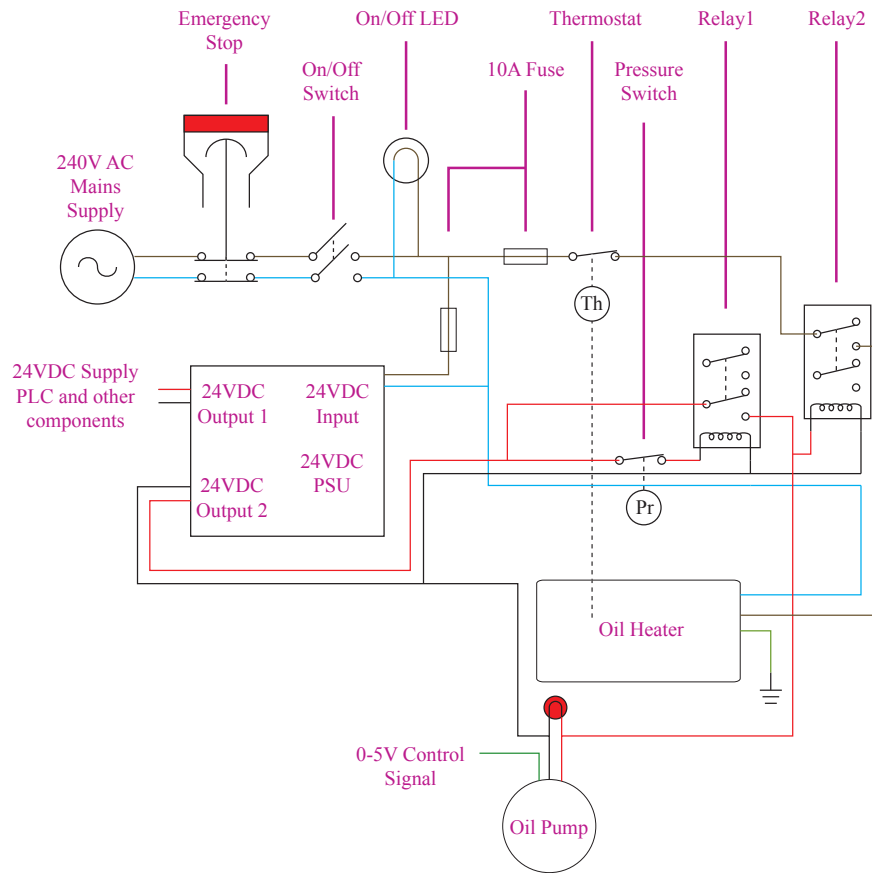 Emergency
Stop
On/Off LED
Thermostat
Relay1
Relay2
On/Off
Switch
10A Fuse
Pressure
Switch
240V AC
Mains
Supply
Th
24VDC Supply
PLC and other
components
24VDC
Output 1
24VDC
Input
24VDC
Output 2
24VDC
PSU
Pr
Oil Heater
0-5V Control
Signal
Oil Pump